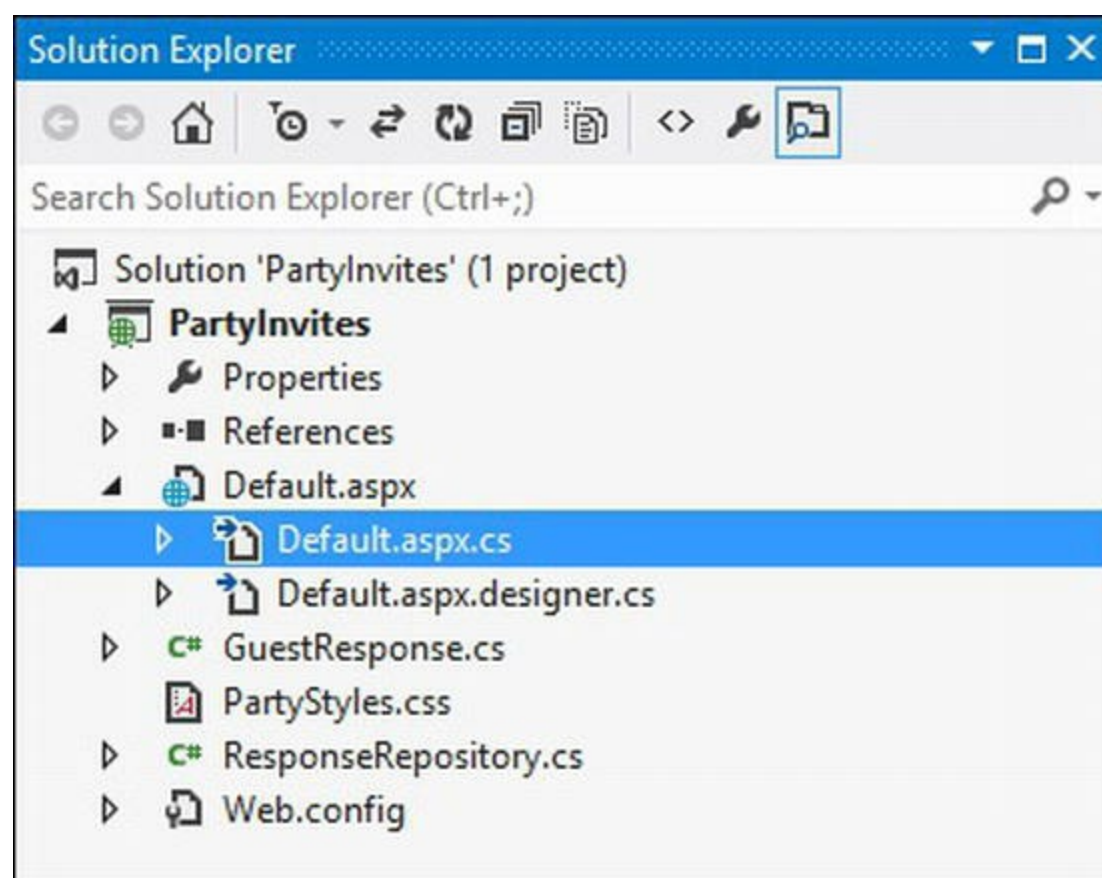 Solution Explorer
Search Solution Explorer (Ctrl+;)
Solution 'PartyInvites' (1 project)
PartyInvites
Properties
References
Default.aspx
Default.aspx.cs
Default.aspx.designer.cs
C# GuestResponse.cs
PartyStyles.css
C# ResponseRepository.cs
Web.config